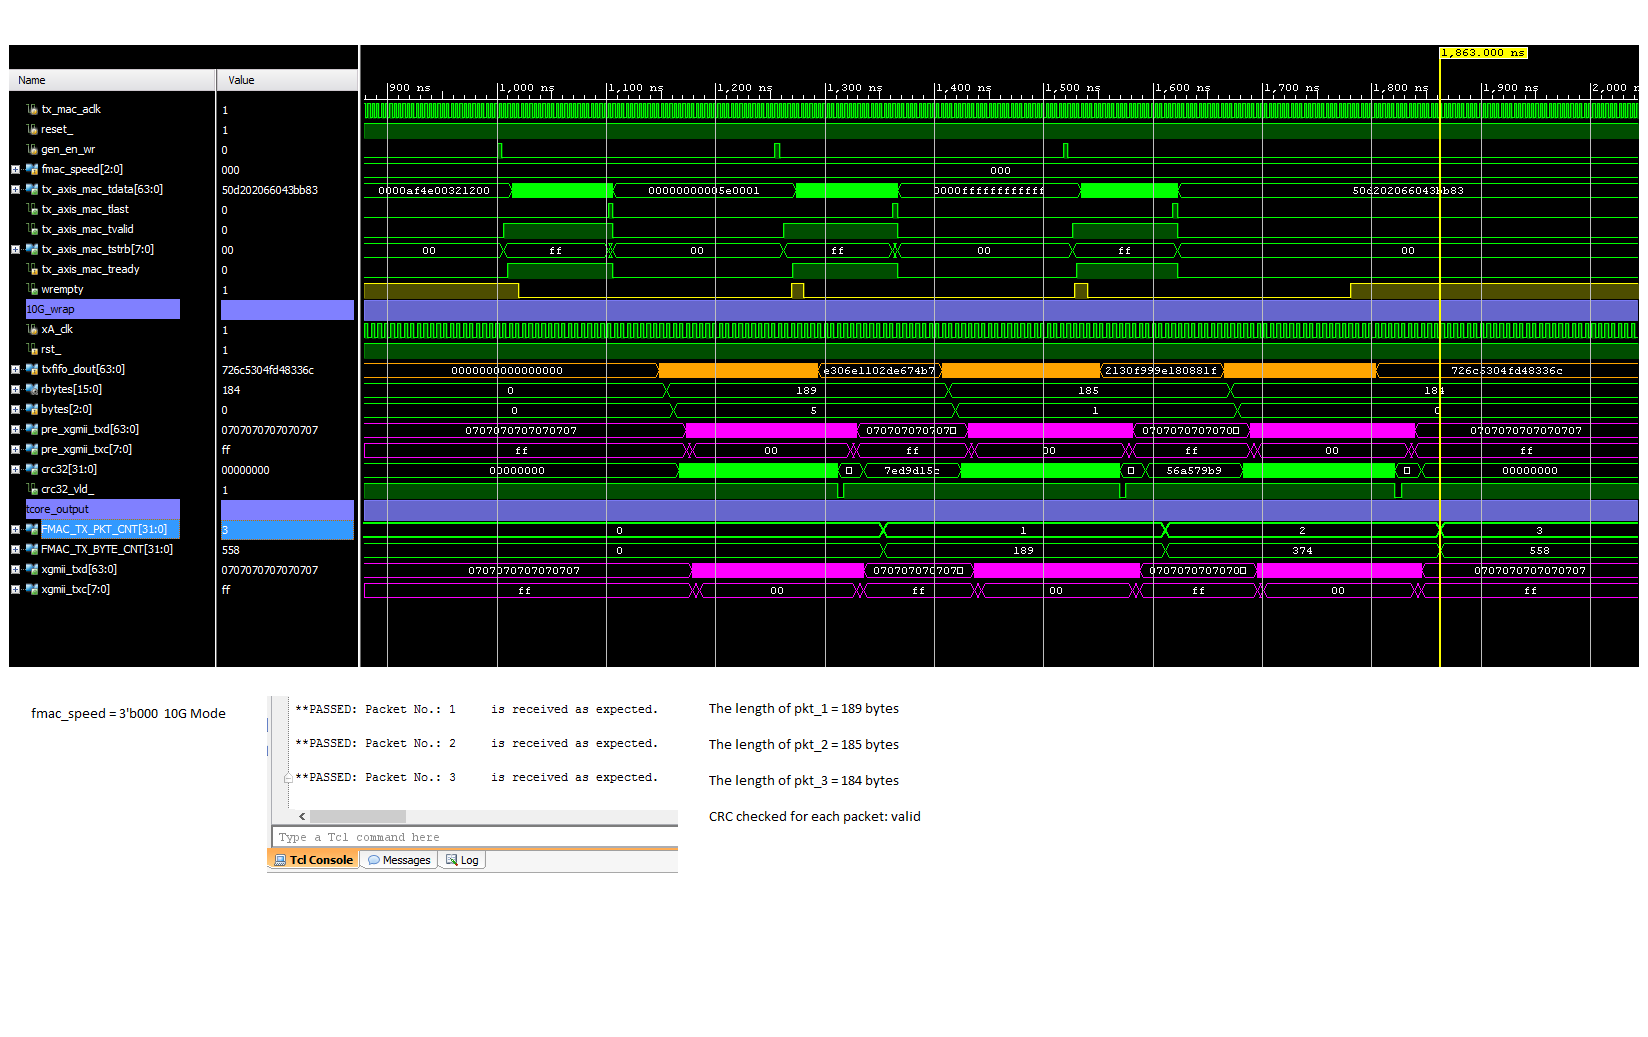 1,863.000 ns
Name Value
900 ns 1,000 ns 1,100 ns 1,200 ns 1,300 ns 1,400 ns 1,500 ns 1,600 ns 1,700 ns 1,800 ns 1,900 ns 2,000 n
tx_mac_aclk 1
reset_ 1
gen_en_wr 0
fmac_speed[2:0] 000 000
tx_axis_mac_tdata[63:0] 50d202066043bb83 0000af4e00321200 00000000005e0001 0000ffffffffffff 50d202066043bb83
tx_axis_mac_tlast 0
tx_axis_mac_tvalid 0
tx_axis_mac_tstrb[7:0] 00 00 ff 00 ff 00 ff 00
tx_axis_mac_tready 0
wrempty 1
10G_wrap
xA_clk 1
rst_ 1
txfifo_dout[63:0] 726c5304fd48336c 0000000000000000 e306e1102de674b7 2130f999e180881f 726c5304fd48336c
rbytes[15:0] 184 0 189 185 184
bytes[2:0] 0 0 5 1 0
pre_xgmii_txd[63:0] 0707070707070707 0707070707070707 070707070707 070707070707 0707070707070707
pre_xgmii_txc[7:0] ff ff 00 ff 00 ff 00 ff
crc32[31:0] 00000000 00000000 7ed9d15c 56a579b9 00000000
crc32_vld_ 1
tcore_output
FMAC_TX_PKT_CNT[31:0] 3 0 1 2 3
FMAC_TX_BYTE_CNT[31:0] 558 0 189 374 558
xgmii_txd[63:0] 0707070707070707 0707070707070707 070707070707 0707070707070 0707070707070707
xgmii_txc[7:0] ff ff 00 ff 00 ff 00 ff
fmac_speed = 3'b000 10G Mode
**PASSED: Packet No.: 1 is received as expected.
The length of pkt_1 = 189 bytes
**PASSED: Packet No.: 2 is received as expected.
The length of pkt_2 = 185 bytes
**PASSED: Packet No.: 3 is received as expected.
The length of pkt_3 = 184 bytes
CRC checked for each packet: valid
Type a Tcl command here
Tcl Console Messages Log